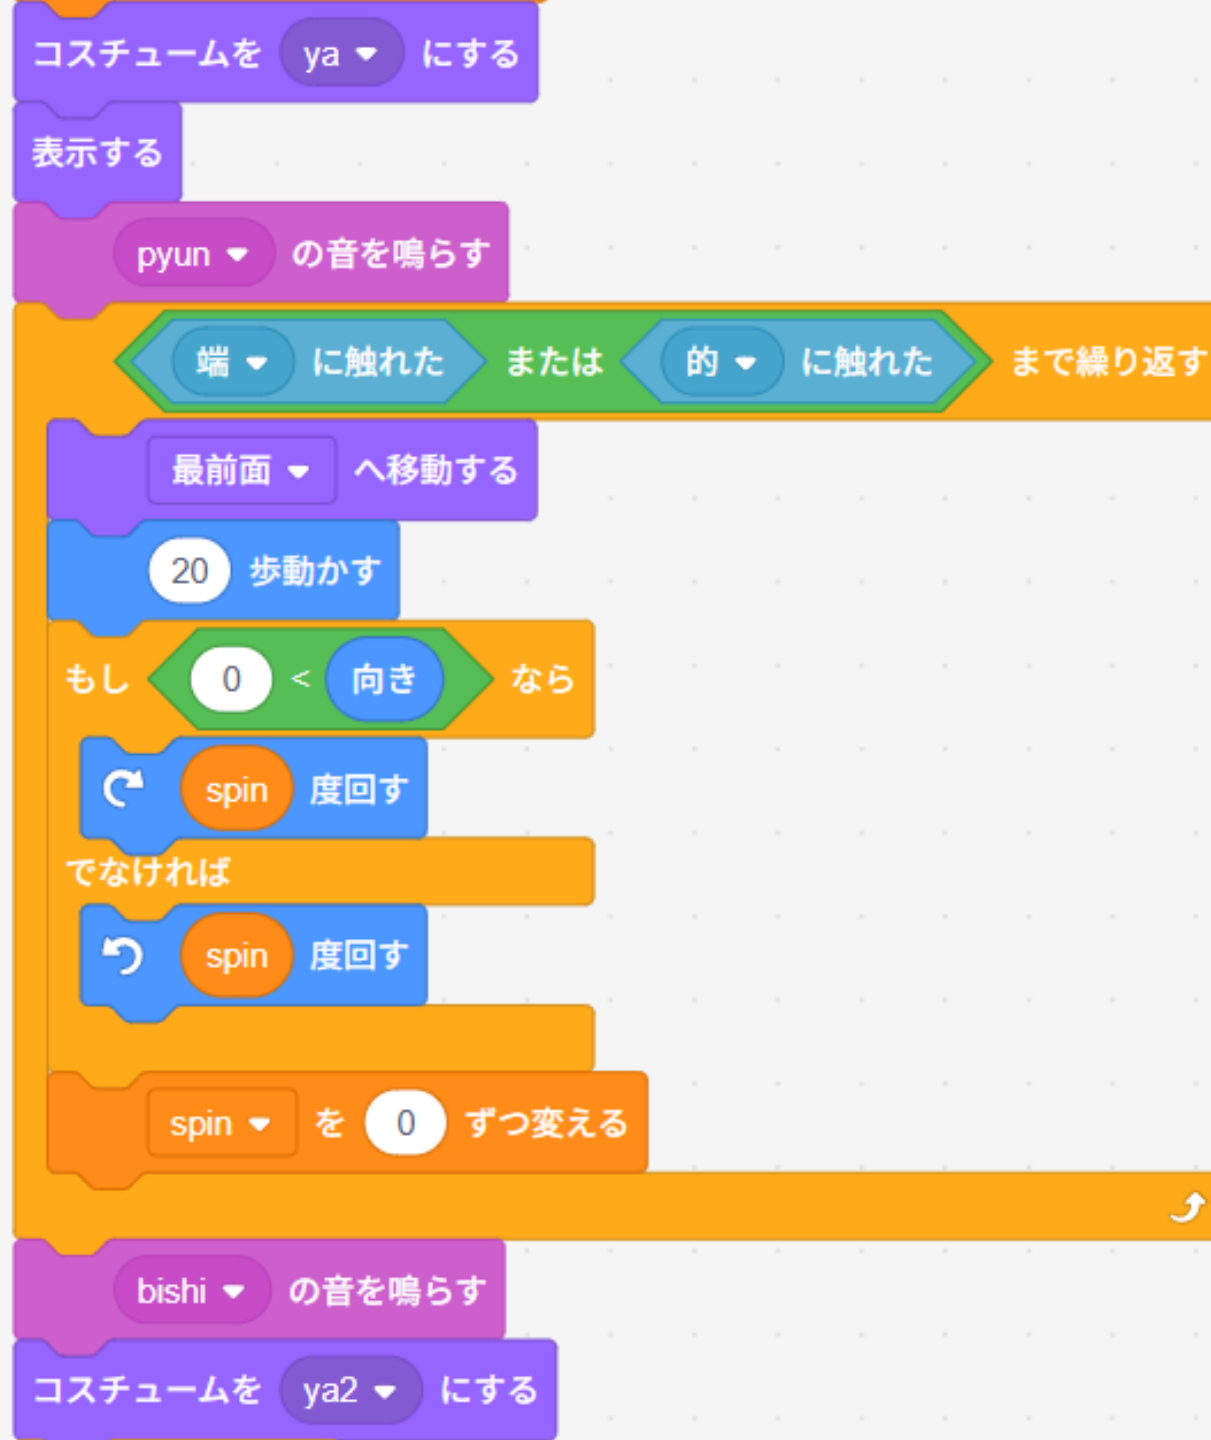 コスチュームを ya にする
表示する
pyun の音を鳴らす
端 に触れた または 的 に触れた まで繰り返す
最前面 へ移動する
20 歩動かす
もし 0 < 向き なら
spin 度回す
でなければ
spin 度回す
spin を 0 ずつ変える
bishi の音を鳴らす
コスチュームを ya2 にする